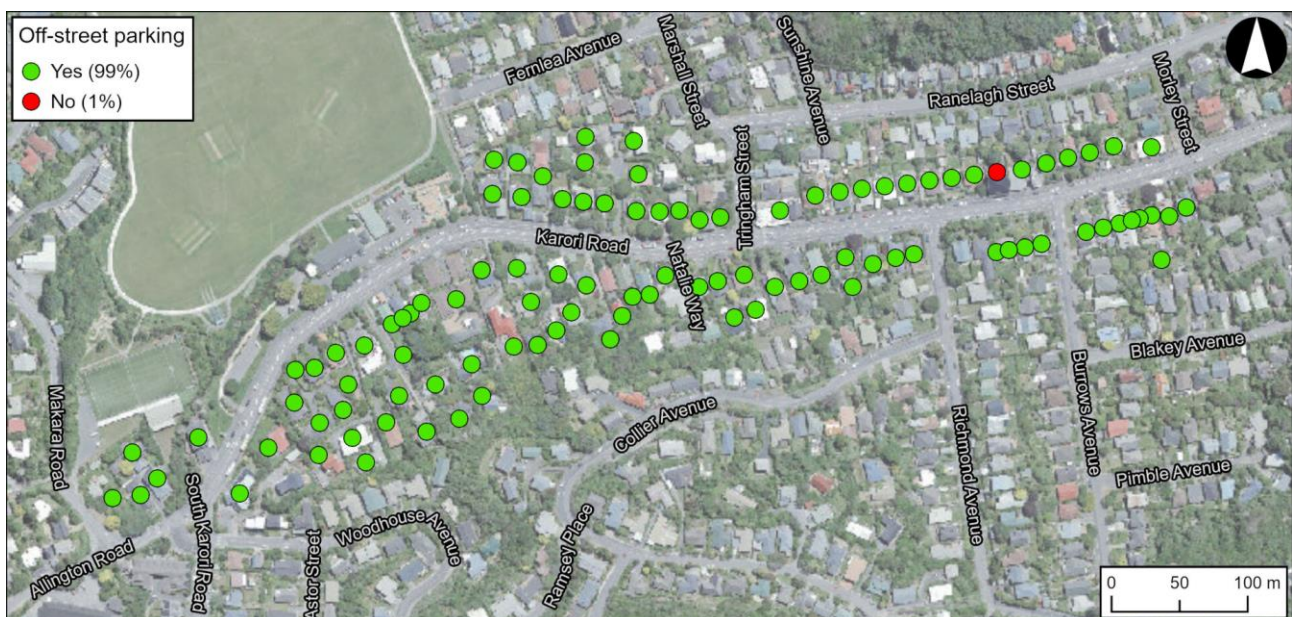 Off-street parking
Yes (99%)
No (1%)
Fernlea Avenue
Marshall Street
Sunshine Avenue
Ranelagh Street
Morley Street
Tringham Street
Karori Road
Natalie Way
Makara Road
South Karori Road
Allington Road
Astor Street
Woodhouse Avenue
Ramsey Place
Collier Avenue
Richmond Avenue
Burrows Avenue
Blakey Avenue
Pimble Avenue
0 50 100 m